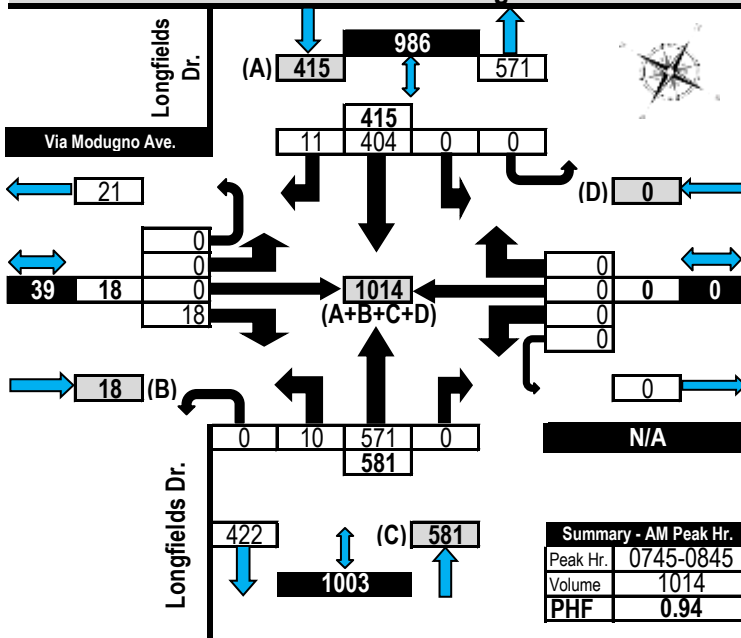 Longfields Dr.
986
(A) 415
571
415
11 404 0 0
Via Modugno Ave.
21
(D) 0
0
0
39 18 0
18
1014
(A+B+C+D)
0
0 0 0
0
0
18 (B)
0
0 10 571 0
581
N/A
Longfields Dr.
422
(C) 581
1003
Summary - AM Peak Hr.
Peak Hr. 0745-0845
Volume 1014
PHF 0.94